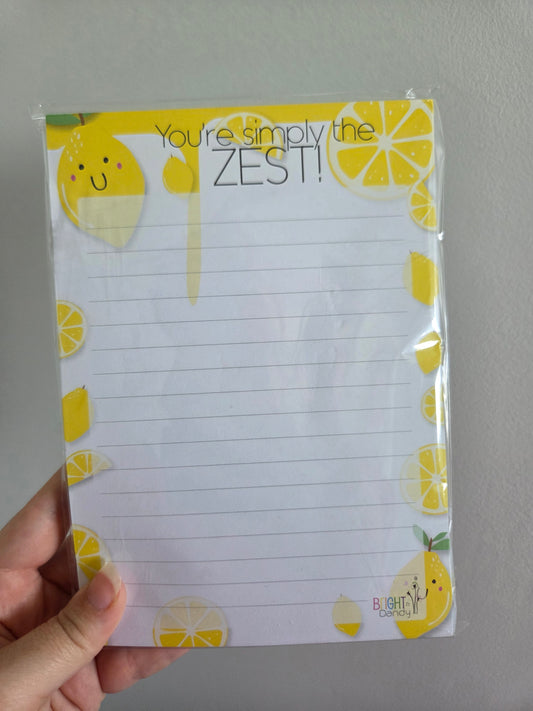 You're simply the
ZEST!
BRIGHT &
Dandy